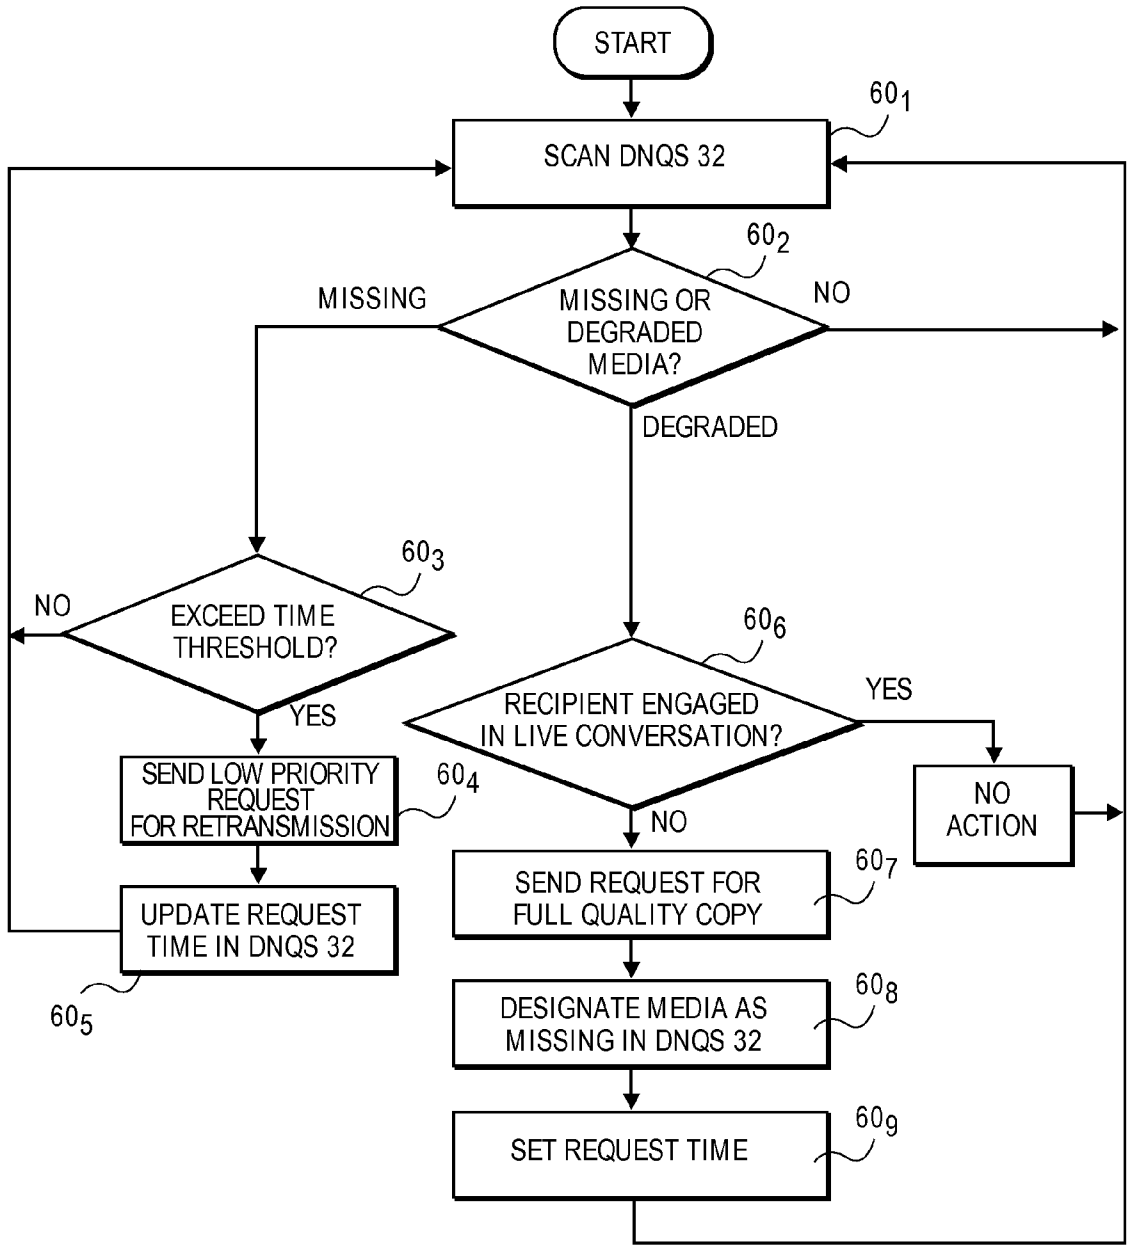 START
60₁
SCAN DNQS 32
60₂
MISSING
MISSING OR
DEGRADED
MEDIA?
NO
DEGRADED
60₃
NO
EXCEED TIME
THRESHOLD?
YES
60₆
RECIPIENT ENGAGED
IN LIVE CONVERSATION?
YES
SEND LOW PRIORITY
REQUEST
FOR RETRANSMISSION
60₄
NO
NO
ACTION
60₇
SEND REQUEST FOR
FULL QUALITY COPY
UPDATE REQUEST
TIME IN DNQS 32
60₅
60₈
DESIGNATE MEDIA AS
MISSING IN DNQS 32
60₉
SET REQUEST TIME